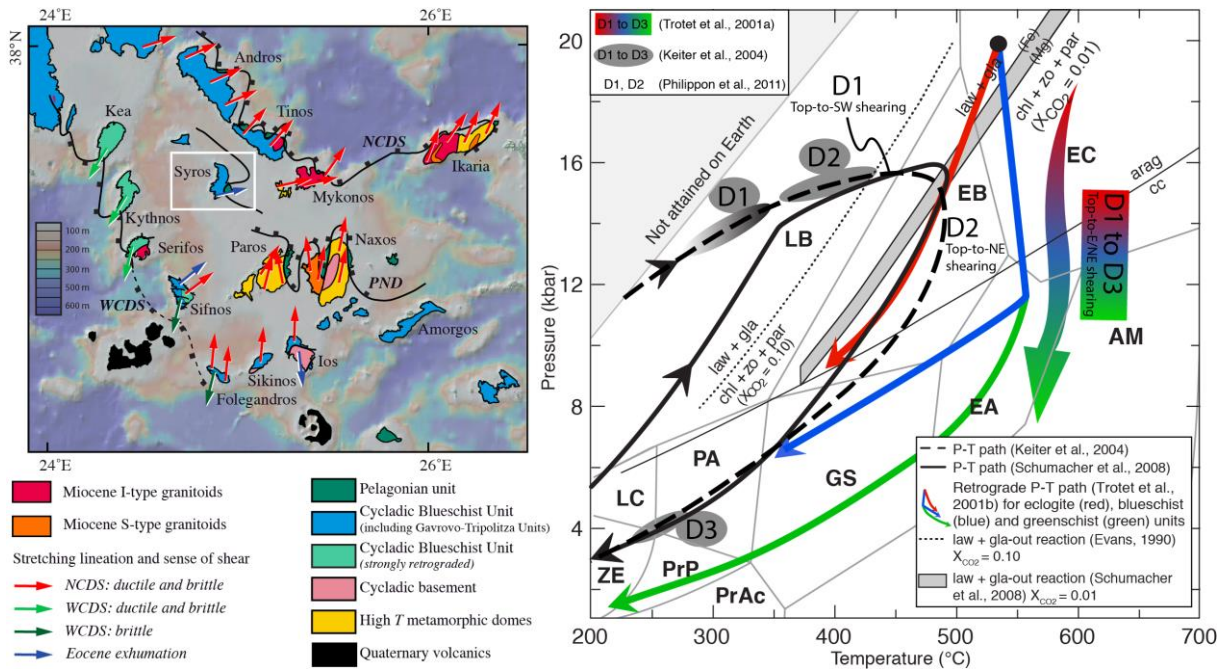 24°E
26°E
38°N
Andros
Tinos
Kea
NCDS
Ikaria
Syros
Mykonos
Kythnos
100 m
200 m
300 m
400 m
500 m
600 m
Serifos
Paros
Naxos
WCDS
PND
Sifnos
Amorgos
Ios
Sikinos
Folegandros
24°E
26°E
Miocene I-type granitoids
Miocene S-type granitoids
Stretching lineation and sense of shear
NCDS: ductile and brittle
WCDS: ductile and brittle
WCDS: brittle
Eocene exhumation
Pelagonian unit
Cycladic Blueschist Unit
(including Gavrovo-Tripolitza Units)
Cycladic Blueschist Unit
(strongly retrograded)
Cycladic basement
High T metamorphic domes
Quaternary volcanics
D1 to D3 (Trotet et al., 2001a)
D1 to D3 (Keiter et al., 2004)
D1, D2 (Philippon et al., 2011)
Pressure (kbar)
20
16
12
8
4
200
300
400
500
600
700
Temperature (°C)
Not attained on Earth
D1
Top-to-SW shearing
D2
D1
LB
law + gla
chl + zo + par
(XCO2 = 0.10)
law + gla
(Fe)
(Mg)
chl + zo + par
(XCO2 = 0.01)
EB
EC
D2
Top-to-NE
shearing
arag
cc
D1 to D3
Top-to-E/NE shearing
AM
EA
PA
GS
LC
D3
ZE
PrP
PrAc
P-T path (Keiter et al., 2004)
P-T path (Schumacher et al., 2008)
Retrograde P-T path (Trotet et al.,
2001b) for eclogite (red), blueschist
(blue) and greenschist (green) units
law + gla-out reaction (Evans, 1990)
XCO2 = 0.10
law + gla-out reaction (Schumacher
et al., 2008) XCO2 = 0.01